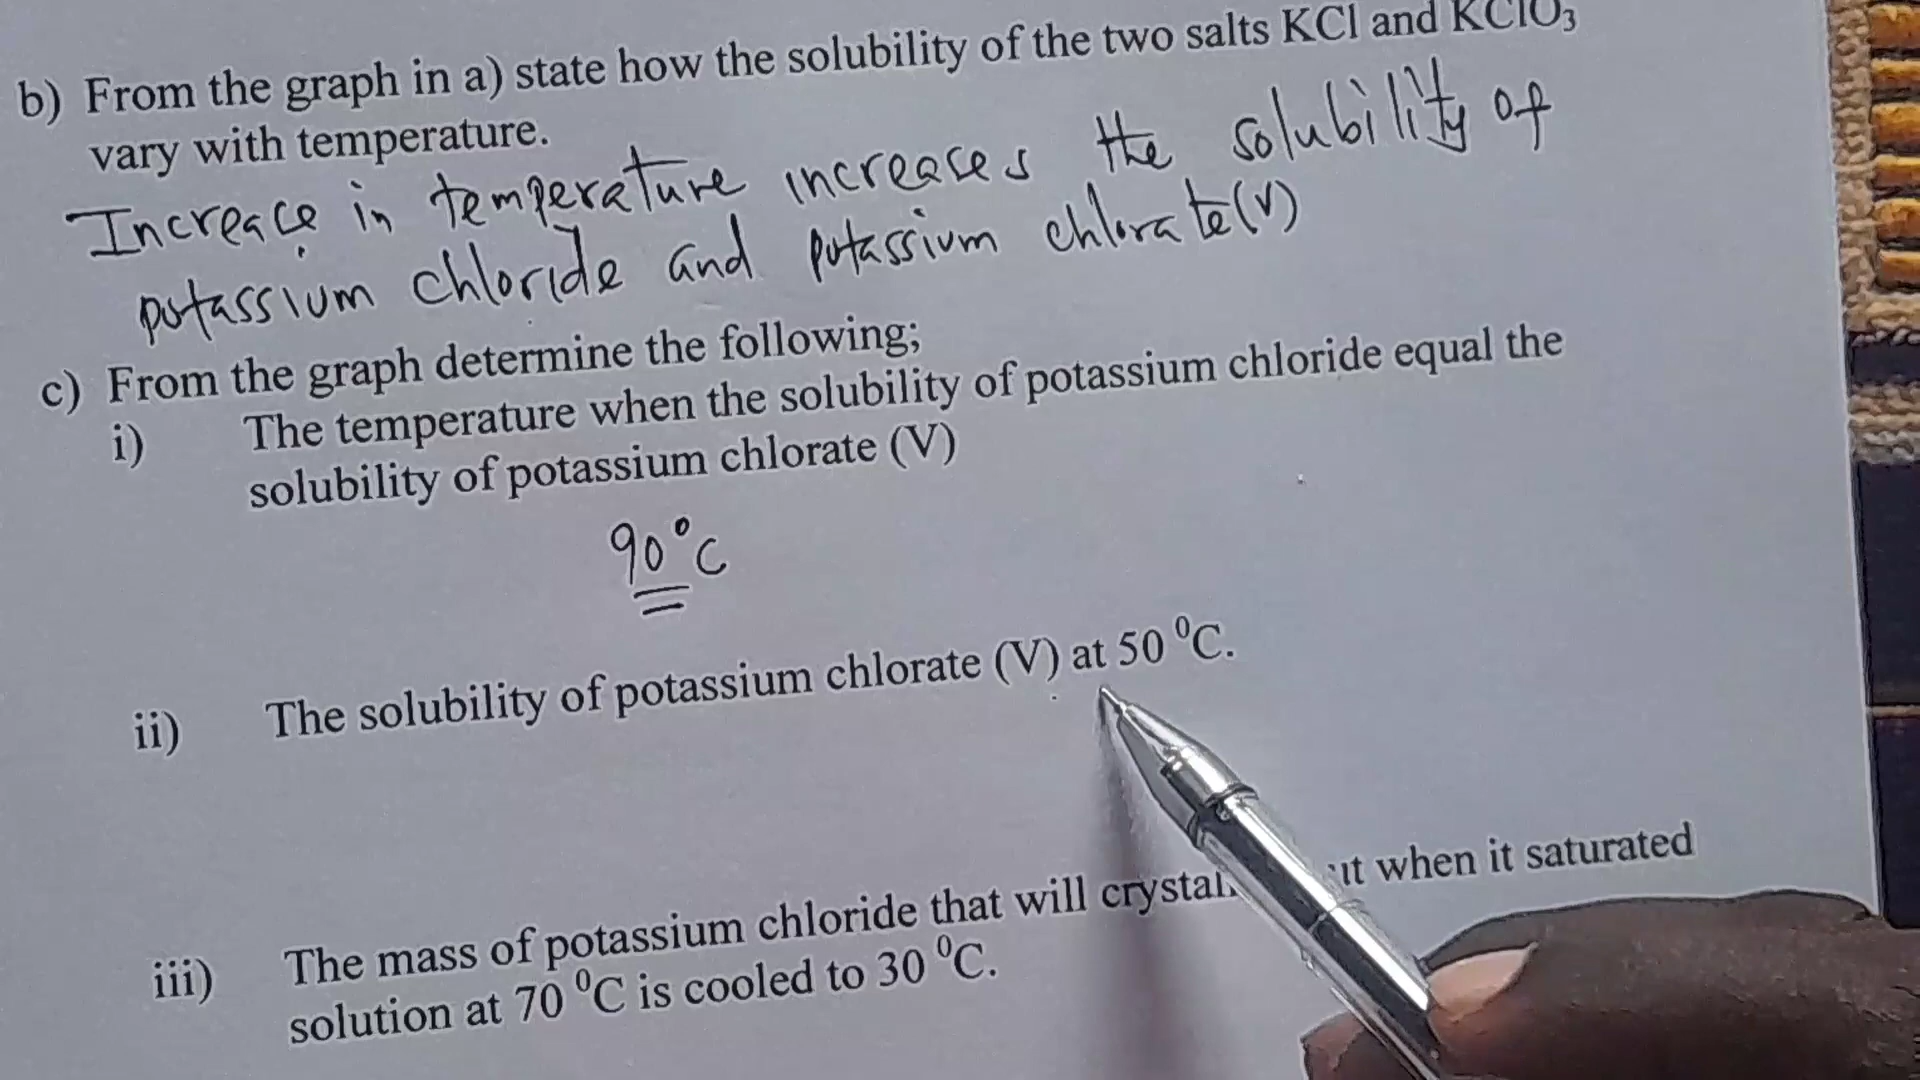 b) From the graph in a) state how the solubility of the two salts KCl and KClO3
vary with temperature.
Increace in temperature increases the solubility of
potassium chloride and potassium chlorate(v)
c) From the graph determine the following;
i) The temperature when the solubility of potassium chloride equal the
solubility of potassium chlorate (V)
90°C
ii) The solubility of potassium chlorate (V) at 50 ⁰C.
iii) The mass of potassium chloride that will when it saturated
solution at 70 ⁰C is cooled to 30 ⁰C.